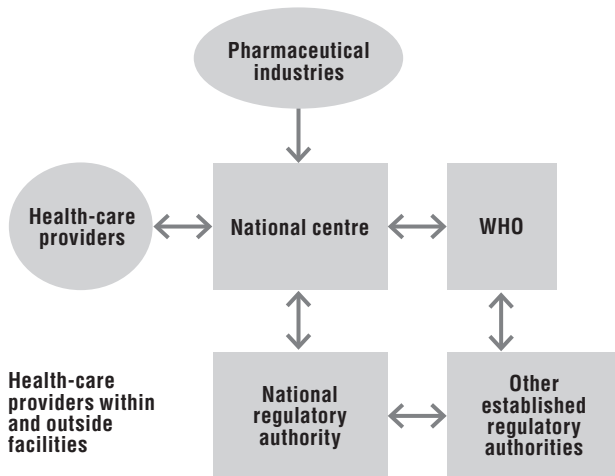 Pharmaceutical
industries
Health-care
providers
National centre
WHO
Health-care
providers within
and outside
facilities
National
regulatory
authority
Other
established
regulatory
authorities